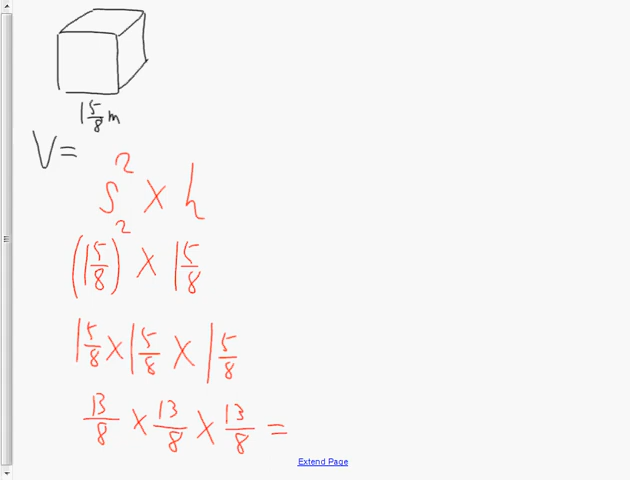 1 5/8 m
V =
s² × h
(1 5/8)² × 1 5/8
1 5/8 × 1 5/8 × 1 5/8
13/8 × 13/8 × 13/8 =
Extend Page